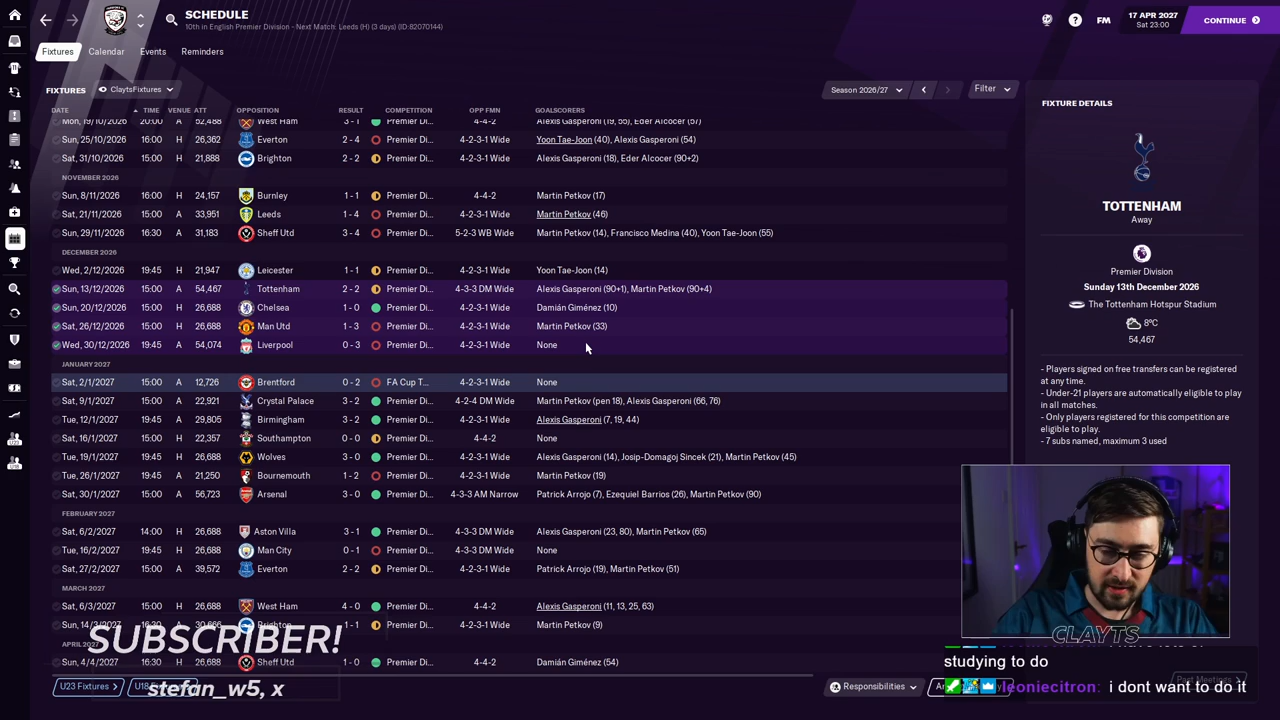 SCHEDULE
10th in English Premier Division - Next Match: Leeds (H) (3 days) (ID:82070144)
FM
17 APR 2027
Sat 23:00
CONTINUE
Fixtures Calendar Events Reminders
FIXTURES ClaytsFixtures Season 2026/27 Filter
DATE TIME VENUE ATT OPPOSITION RESULT COMPETITION OPP FMN GOALSCORERS
Mon, 19/10/2026 20:00 A 52,488 West Ham 3 - 1 Premier Di... 4-4-2 Alexis Gasperoni (19, 55), Eder Alcocer (57)
Sun, 25/10/2026 16:00 H 26,362 Everton 2 - 4 Premier Di... 4-2-3-1 Wide Yoon Tae-Joon (40), Alexis Gasperoni (54)
Sat, 31/10/2026 15:00 A 21,888 Brighton 2 - 2 Premier Di... 4-2-3-1 Wide Alexis Gasperoni (18), Eder Alcocer (90+2)
NOVEMBER 2026
Sun, 8/11/2026 16:00 H 24,157 Burnley 1 - 1 Premier Di... 4-4-2 Martin Petkov (17)
Sat, 21/11/2026 15:00 A 33,951 Leeds 1 - 4 Premier Di... 4-2-3-1 Wide Martin Petkov (46)
Sun, 29/11/2026 16:30 A 31,183 Sheff Utd 3 - 4 Premier Di... 5-2-3 WB Wide Martin Petkov (14), Francisco Medina (40), Yoon Tae-Joon (55)
DECEMBER 2026
Wed, 2/12/2026 19:45 H 21,947 Leicester 1 - 1 Premier Di... 4-2-3-1 Wide Yoon Tae-Joon (14)
Sun, 13/12/2026 15:00 A 54,467 Tottenham 2 - 2 Premier Di... 4-3-3 DM Wide Alexis Gasperoni (90+1), Martin Petkov (90+4)
Sun, 20/12/2026 15:00 H 26,688 Chelsea 1 - 0 Premier Di... 4-2-3-1 Wide Damián Giménez (10)
Sat, 26/12/2026 15:00 H 26,688 Man Utd 1 - 3 Premier Di... 4-2-3-1 Wide Martin Petkov (33)
Wed, 30/12/2026 19:45 A 54,074 Liverpool 0 - 3 Premier Di... 4-2-3-1 Wide None
JANUARY 2027
Sat, 2/1/2027 15:00 A 12,726 Brentford 0 - 2 FA Cup T... 4-2-3-1 Wide None
Sat, 9/1/2027 15:00 A 22,921 Crystal Palace 3 - 2 Premier Di... 4-2-4 DM Wide Martin Petkov (pen 18), Alexis Gasperoni (66, 76)
Tue, 12/1/2027 19:45 A 29,805 Birmingham 3 - 2 Premier Di... 4-2-3-1 Wide Alexis Gasperoni (7, 19, 44)
Sat, 16/1/2027 15:00 H 22,357 Southampton 0 - 0 Premier Di... 4-4-2 None
Tue, 19/1/2027 19:45 H 26,688 Wolves 3 - 0 Premier Di... 4-2-3-1 Wide Alexis Gasperoni (14), Josip-Domagoj Sincek (21), Martin Petkov (45)
Tue, 26/1/2027 19:45 A 21,250 Bournemouth 1 - 2 Premier Di... 4-2-3-1 Wide Martin Petkov (19)
Sat, 30/1/2027 15:00 A 56,723 Arsenal 3 - 0 Premier Di... 4-3-3 AM Narrow Patrick Arrojo (7), Ezequiel Barrios (26), Martin Petkov (90)
FEBRUARY 2027
Sat, 6/2/2027 14:00 H 26,688 Aston Villa 3 - 1 Premier Di... 4-3-3 DM Wide Alexis Gasperoni (23, 80), Martin Petkov (65)
Tue, 16/2/2027 19:45 H 26,688 Man City 0 - 1 Premier Di... 4-3-3 DM Wide None
Sat, 27/2/2027 15:00 A 39,572 Everton 2 - 2 Premier Di... 4-2-3-1 Wide Patrick Arrojo (19), Martin Petkov (51)
MARCH 2027
Sat, 6/3/2027 15:00 H 26,688 West Ham 4 - 0 Premier Di... 4-4-2 Alexis Gasperoni (11, 13, 25, 63)
Sun, 14/3/2027 Brighton 1 - 1 Premier Di... 4-2-3-1 Wide Martin Petkov (9)
APRIL 2027
Sun, 4/4/2027 16:30 H 26,688 Sheff Utd 1 - 0 Premier Di... 4-4-2 Damián Giménez (54)
SUBSCRIBER!
stefan_w5, x
U23 Fixtures U18
Responsibilities
FIXTURE DETAILS
TOTTENHAM
Away
Premier Division
Sunday 13th December 2026
The Tottenham Hotspur Stadium
8°C
54,467
- Players signed on free transfers can be registered
at any time.
- Under-21 players are automatically eligible to play
in all matches.
- Only players registered for this competition are
eligible to play.
- 7 subs named, maximum 3 used
CLAYTS
studying to do
leoniecitron: i dont want to do it
Past Meetings